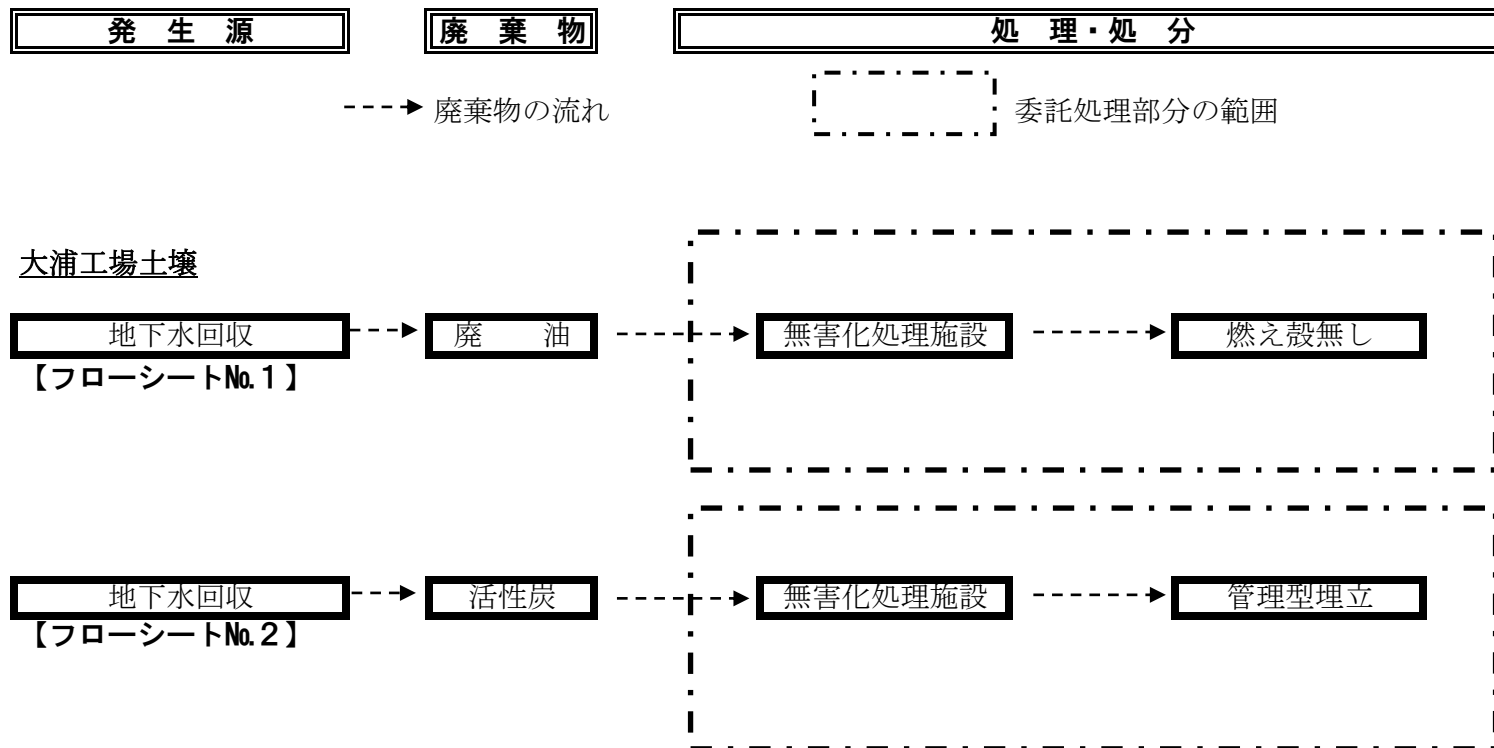 発 生 源 廃 棄 物 処 理・処 分
廃棄物の流れ 委託処理部分の範囲
大浦工場土壌
地下水回収 廃 油 無害化処理施設 燃え殻無し
【フローシート№.1】
地下水回収 活性炭 無害化処理施設 管理型埋立
【フローシート№.2】